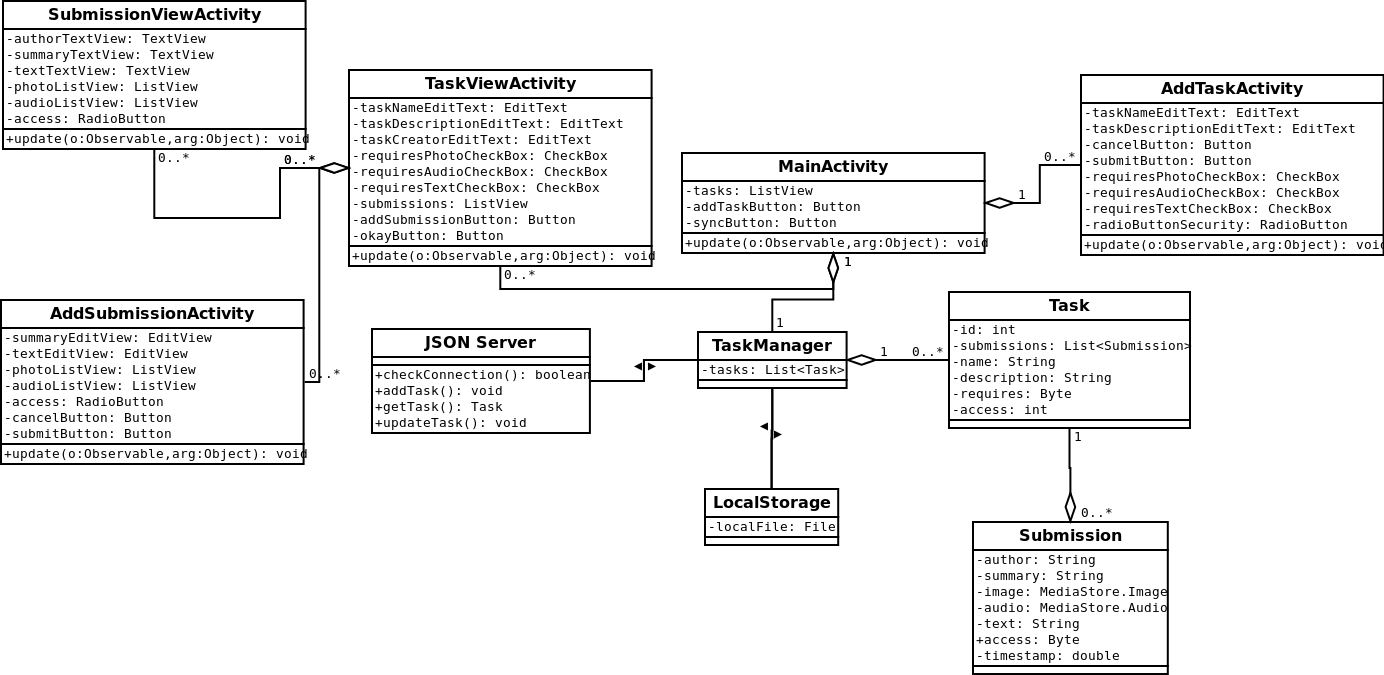 SubmissionViewActivity
-authorTextView: TextView
-summaryTextView: TextView
-textTextView: TextView
-photoListView: ListView
-audioListView: ListView
-access: RadioButton
+update(o:Observable,arg:Object): void
0..*
0..*
TaskViewActivity
-taskNameEditText: EditText
-taskDescriptionEditText: EditText
-taskCreatorEditText: EditText
-requiresPhotoCheckBox: CheckBox
-requiresAudioCheckBox: CheckBox
-requiresTextCheckBox: CheckBox
-submissions: ListView
-addSubmissionButton: Button
-okayButton: Button
+update(o:Observable,arg:Object): void
0..*
MainActivity
-tasks: ListView
-addTaskButton: Button
-syncButton: Button
+update(o:Observable,arg:Object): void
1
1
0..*
AddTaskActivity
-taskNameEditText: EditText
-taskDescriptionEditText: EditText
-cancelButton: Button
-submitButton: Button
-requiresPhotoCheckBox: CheckBox
-requiresAudioCheckBox: CheckBox
-requiresTextCheckBox: CheckBox
-radioButtonSecurity: RadioButton
+update(o:Observable,arg:Object): void
AddSubmissionActivity
-summaryEditView: EditView
-textEditView: EditView
-photoListView: ListView
-audioListView: ListView
-access: RadioButton
-cancelButton: Button
-submitButton: Button
+update(o:Observable,arg:Object): void
0..*
JSON Server
+checkConnection(): boolean
+addTask(): void
+getTask(): Task
+updateTask(): void
1
TaskManager
-tasks: List<Task>
1
0..*
Task
-id: int
-submissions: List<Submission>
-name: String
-description: String
-requires: Byte
-access: int
1
LocalStorage
-localFile: File
0..*
Submission
-author: String
-summary: String
-image: MediaStore.Image
-audio: MediaStore.Audio
-text: String
+access: Byte
-timestamp: double